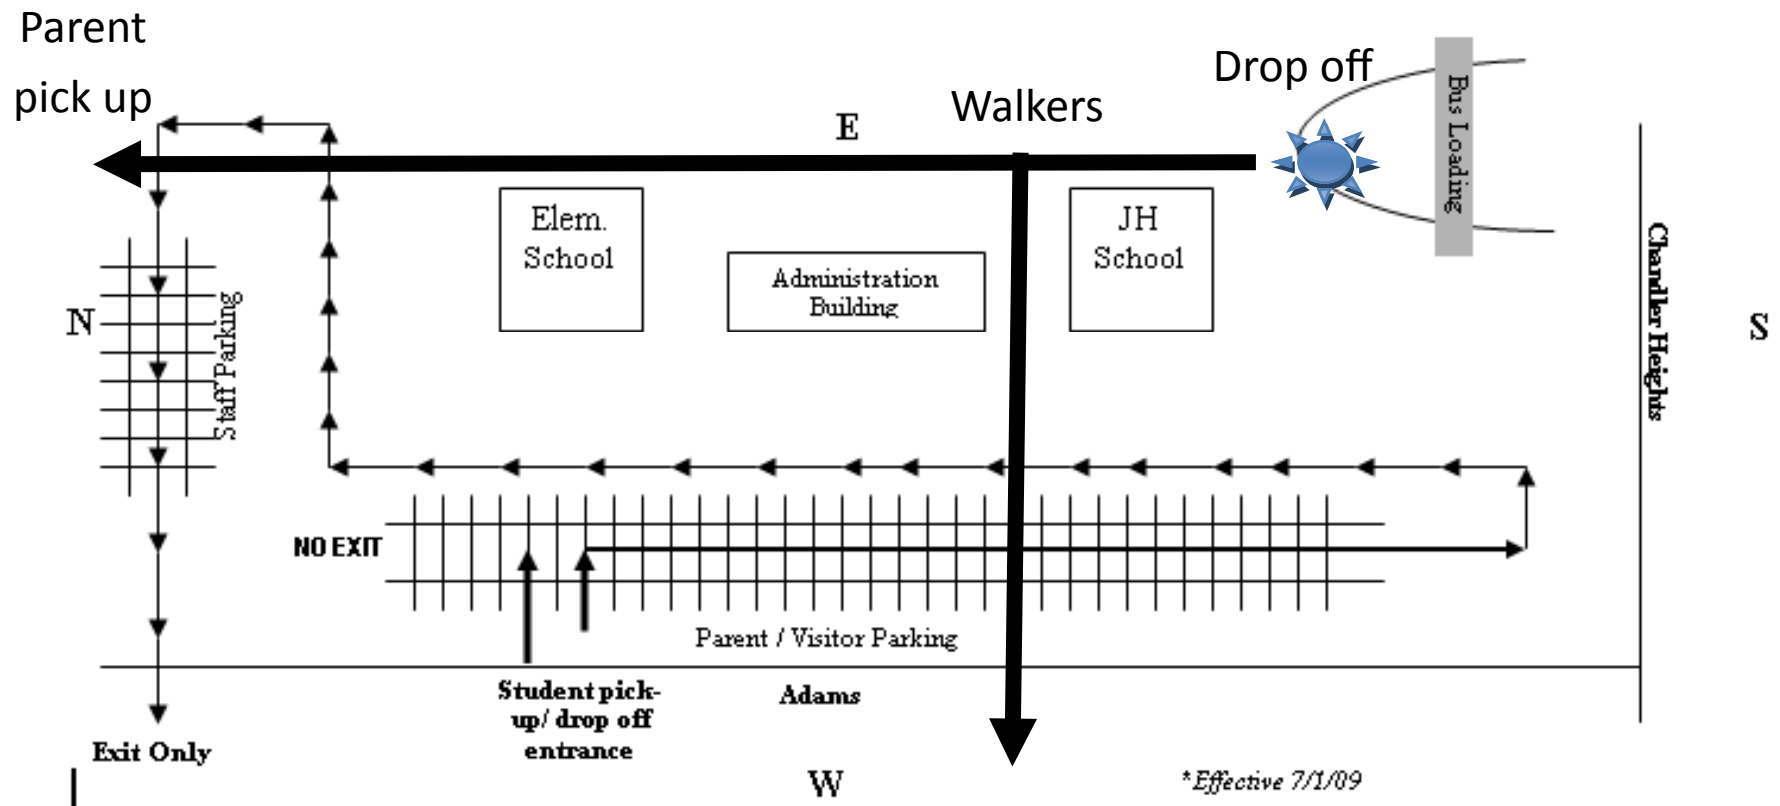 Parent
pick up
Drop off
Walkers
E
Bus Loading
Elem.
School
JH
School
Administration
Building
N
Staff Parking
Chandler Heights
S
NO EXIT
Parent / Visitor Parking
Student pick-
up/ drop off
entrance
Adams
Exit Only
W
*Effective 7/1/09